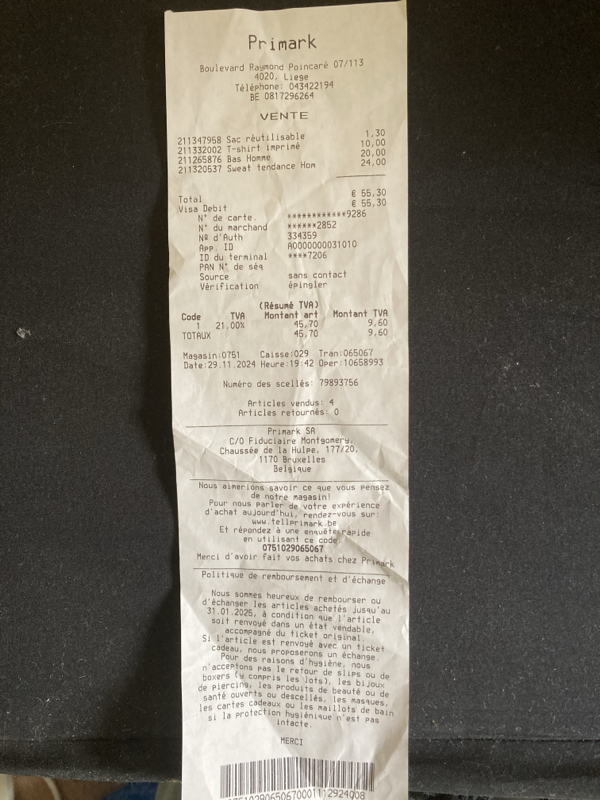 Primark
Boulevard Raymond Poincaré 07/113
4020, Liege
Téléphone: 043422194
BE 0817296264
VENTE
211347958 Sac réutilisable 1,30
211332002 T-shirt imprimé 10,00
211265876 Bas Homme 20,00
211320537 Sweat tendance Hom 24,00
Total € 55,30
Visa Debit € 55,30
N° de carte. ************9286
N° du marchand ******2852
Nº d'Auth 334359
App. ID A0000000031010
ID du terminal ****7206
PAN N° de séq
Source sans contact
Vérification épingler
(Résumé TVA)
Code TVA Montant art Montant TVA
1 21,00% 45,70 9,60
TOTAUX 45,70 9,60
Magasin:0751 Caisse:029 Tran:065067
Date:29.11.2024 Heure:19:42 Oper:10658993
Numéro des scellés: 79893756
Articles vendus: 4
Articles retournés: 0
Primark SA
C/O Fiduciaire Montgomery,
Chaussée de la Hulpe, 177/20,
1170 Bruxelles
Belgique
Nous aimerions savoir ce que vous pensez
de notre magasin!
Pour nous parler de votre expérience
d'achat aujourd'hui, rendez-vous sur:
www.tellprimark.be
Et répondez à une enquête rapide
en utilisant ce code:
0751029065067
Merci d'avoir fait vos achats chez Primark
Politique de remboursement et d'échange
Nous sommes heureux de rembourser ou
d'échanger les articles achetés jusqu'au
31.01.2025, à condition que l'article
soit renvoyé dans un état vendable,
accompagné du ticket original.
Si l'article est renvoyé avec un ticket
cadeau, nous proposerons un échange.
Pour des raisons d'hygiène, nous
n'acceptons pas le retour de slips ou de
boxers (y compris les lots), les bijoux
de piercing, les produits de beauté ou de
santé ouverts ou descellés, les masques,
les cartes cadeaux ou les maillots de bain
si la protection hygiénique n'est pas
intacte.
MERCI